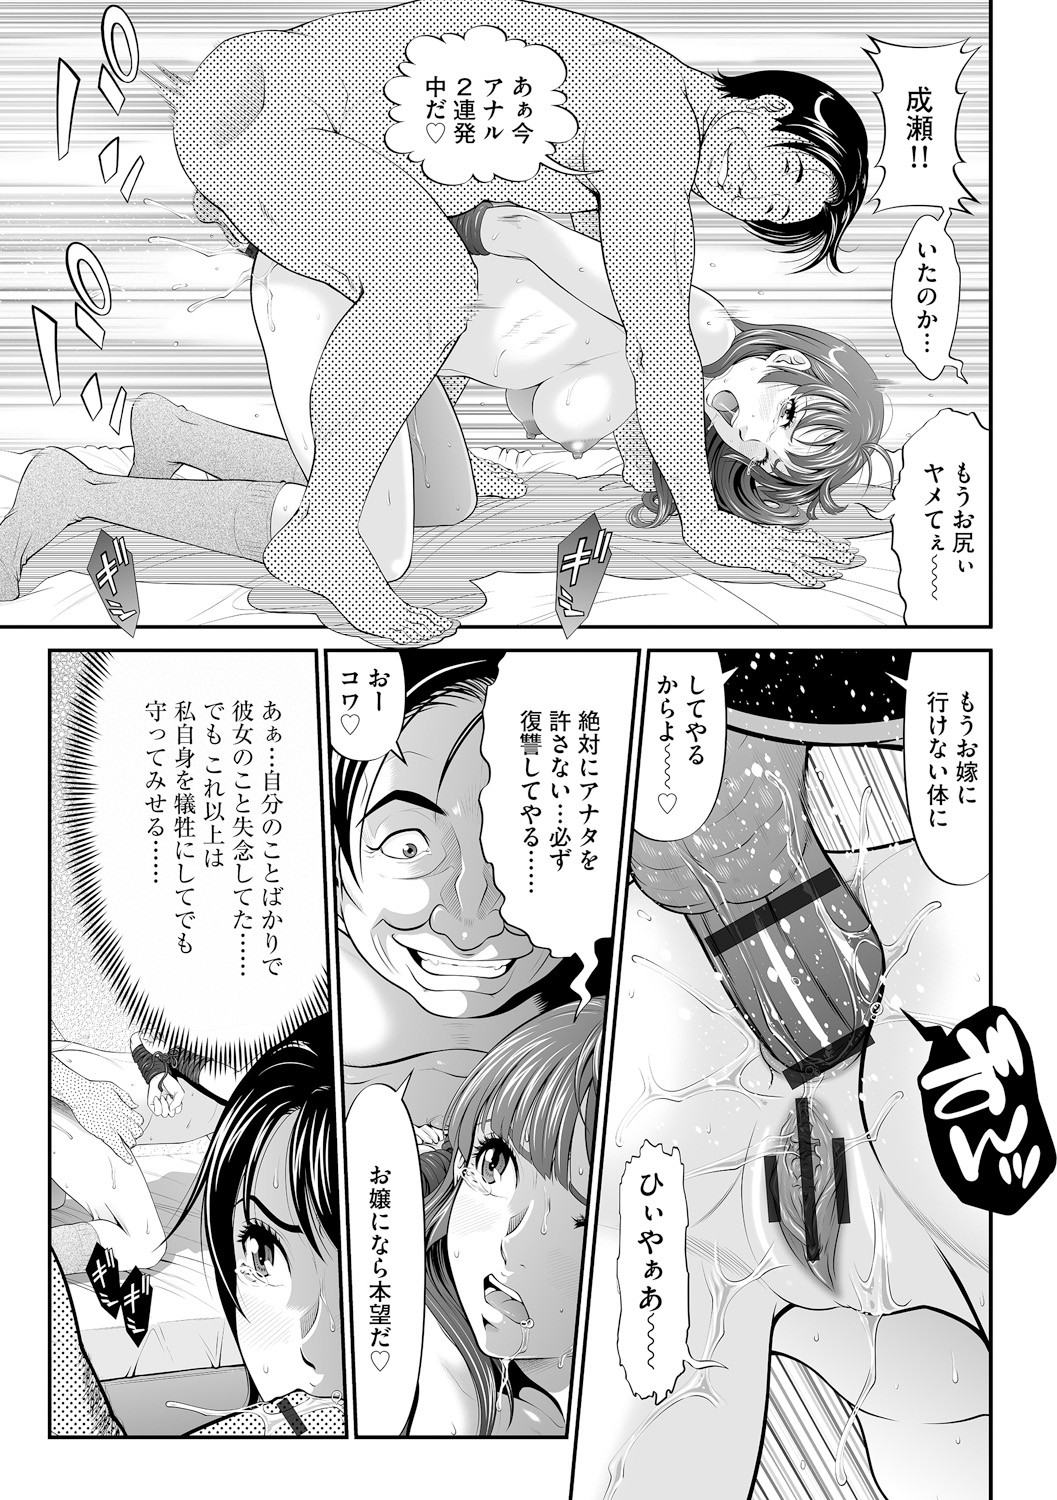 成瀬!!
いたのか…
あぁ今
アナル
２連発
中だ♡
もうお尻ぃ
ヤメてぇ～～～
ギシ
ギシ
もうお嫁に
行けない体に
してやる
からよ～～♡
ひぃやぁあ～～～
絶対にアナタを
許さない…必ず
復讐してやる……
おー
コワ♡
お嬢になら本望だ♡
あぁ…自分のことばかりで
彼女のこと失念してた……
でも これ以上は
私自身を犠牲にしてでも
守ってみせる……
ギシ
ギシ